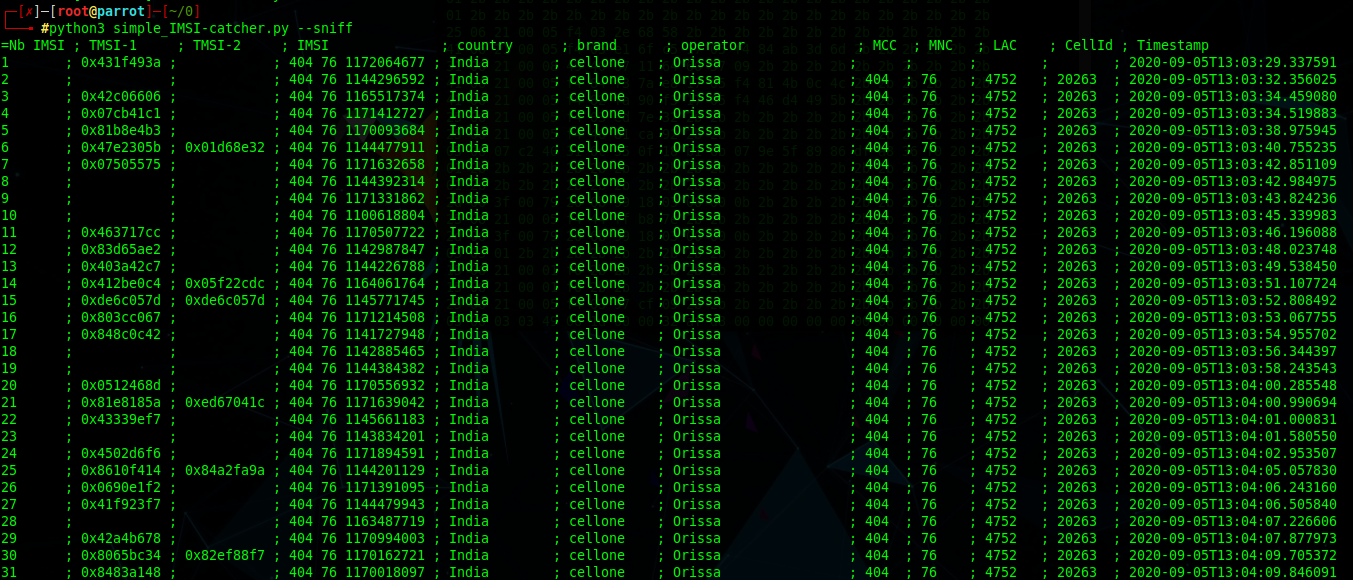 ┌─[✗]─[root@parrot]─[~/0]
└──╼ #python3 simple_IMSI-catcher.py --sniff
=Nb IMSI ; TMSI-1 ; TMSI-2 ; IMSI ; country ; brand ; operator ; MCC ; MNC ; LAC ; CellId ; Timestamp
1 ; 0x431f493a ; ; 404 76 1172064677 ; India ; cellone ; Orissa ; ; ; ; ; 2020-09-05T13:03:29.337591
2 ; ; ; 404 76 1144296592 ; India ; cellone ; Orissa ; 404 ; 76 ; 4752 ; 20263 ; 2020-09-05T13:03:32.356025
3 ; 0x42c06606 ; ; 404 76 1165517374 ; India ; cellone ; Orissa ; 404 ; 76 ; 4752 ; 20263 ; 2020-09-05T13:03:34.459080
4 ; 0x07cb41c1 ; ; 404 76 1171412727 ; India ; cellone ; Orissa ; 404 ; 76 ; 4752 ; 20263 ; 2020-09-05T13:03:34.519883
5 ; 0x81b8e4b3 ; ; 404 76 1170093684 ; India ; cellone ; Orissa ; 404 ; 76 ; 4752 ; 20263 ; 2020-09-05T13:03:38.975945
6 ; 0x47e2305b ; 0x01d68e32 ; 404 76 1144477911 ; India ; cellone ; Orissa ; 404 ; 76 ; 4752 ; 20263 ; 2020-09-05T13:03:40.755235
7 ; 0x07505575 ; ; 404 76 1171632658 ; India ; cellone ; Orissa ; 404 ; 76 ; 4752 ; 20263 ; 2020-09-05T13:03:42.851109
8 ; ; ; 404 76 1144392314 ; India ; cellone ; Orissa ; 404 ; 76 ; 4752 ; 20263 ; 2020-09-05T13:03:42.984975
9 ; ; ; 404 76 1171331862 ; India ; cellone ; Orissa ; 404 ; 76 ; 4752 ; 20263 ; 2020-09-05T13:03:43.824236
10 ; ; ; 404 76 1100618804 ; India ; cellone ; Orissa ; 404 ; 76 ; 4752 ; 20263 ; 2020-09-05T13:03:45.339983
11 ; 0x463717cc ; ; 404 76 1170507722 ; India ; cellone ; Orissa ; 404 ; 76 ; 4752 ; 20263 ; 2020-09-05T13:03:46.196088
12 ; 0x83d65ae2 ; ; 404 76 1142987847 ; India ; cellone ; Orissa ; 404 ; 76 ; 4752 ; 20263 ; 2020-09-05T13:03:48.023748
13 ; 0x403a42c7 ; ; 404 76 1144226788 ; India ; cellone ; Orissa ; 404 ; 76 ; 4752 ; 20263 ; 2020-09-05T13:03:49.538450
14 ; 0x412be0c4 ; 0x05f22cdc ; 404 76 1164061764 ; India ; cellone ; Orissa ; 404 ; 76 ; 4752 ; 20263 ; 2020-09-05T13:03:51.107724
15 ; 0xde6c057d ; 0xde6c057d ; 404 76 1145771745 ; India ; cellone ; Orissa ; 404 ; 76 ; 4752 ; 20263 ; 2020-09-05T13:03:52.808492
16 ; 0x803cc067 ; ; 404 76 1171214508 ; India ; cellone ; Orissa ; 404 ; 76 ; 4752 ; 20263 ; 2020-09-05T13:03:53.067755
17 ; 0x848c0c42 ; ; 404 76 1141727948 ; India ; cellone ; Orissa ; 404 ; 76 ; 4752 ; 20263 ; 2020-09-05T13:03:54.955702
18 ; ; ; 404 76 1142885465 ; India ; cellone ; Orissa ; 404 ; 76 ; 4752 ; 20263 ; 2020-09-05T13:03:56.344397
19 ; ; ; 404 76 1144384382 ; India ; cellone ; Orissa ; 404 ; 76 ; 4752 ; 20263 ; 2020-09-05T13:03:58.243543
20 ; 0x0512468d ; ; 404 76 1170556932 ; India ; cellone ; Orissa ; 404 ; 76 ; 4752 ; 20263 ; 2020-09-05T13:04:00.285548
21 ; 0x81e8185a ; 0xed67041c ; 404 76 1171639042 ; India ; cellone ; Orissa ; 404 ; 76 ; 4752 ; 20263 ; 2020-09-05T13:04:00.990694
22 ; 0x43339ef7 ; ; 404 76 1145661183 ; India ; cellone ; Orissa ; 404 ; 76 ; 4752 ; 20263 ; 2020-09-05T13:04:01.000831
23 ; ; ; 404 76 1143834201 ; India ; cellone ; Orissa ; 404 ; 76 ; 4752 ; 20263 ; 2020-09-05T13:04:01.580550
24 ; 0x4502d6f6 ; ; 404 76 1171894591 ; India ; cellone ; Orissa ; 404 ; 76 ; 4752 ; 20263 ; 2020-09-05T13:04:02.953507
25 ; 0x8610f414 ; 0x84a2fa9a ; 404 76 1144201129 ; India ; cellone ; Orissa ; 404 ; 76 ; 4752 ; 20263 ; 2020-09-05T13:04:05.057830
26 ; 0x0690e1f2 ; ; 404 76 1171391095 ; India ; cellone ; Orissa ; 404 ; 76 ; 4752 ; 20263 ; 2020-09-05T13:04:06.243160
27 ; 0x41f923f7 ; ; 404 76 1144479943 ; India ; cellone ; Orissa ; 404 ; 76 ; 4752 ; 20263 ; 2020-09-05T13:04:06.505840
28 ; ; ; 404 76 1163487719 ; India ; cellone ; Orissa ; 404 ; 76 ; 4752 ; 20263 ; 2020-09-05T13:04:07.226606
29 ; 0x42a4b678 ; ; 404 76 1170994003 ; India ; cellone ; Orissa ; 404 ; 76 ; 4752 ; 20263 ; 2020-09-05T13:04:07.877973
30 ; 0x8065bc34 ; 0x82ef88f7 ; 404 76 1170162721 ; India ; cellone ; Orissa ; 404 ; 76 ; 4752 ; 20263 ; 2020-09-05T13:04:09.705372
31 ; 0x8483a148 ; ; 404 76 1170018097 ; India ; cellone ; Orissa ; 404 ; 76 ; 4752 ; 20263 ; 2020-09-05T13:04:09.846091